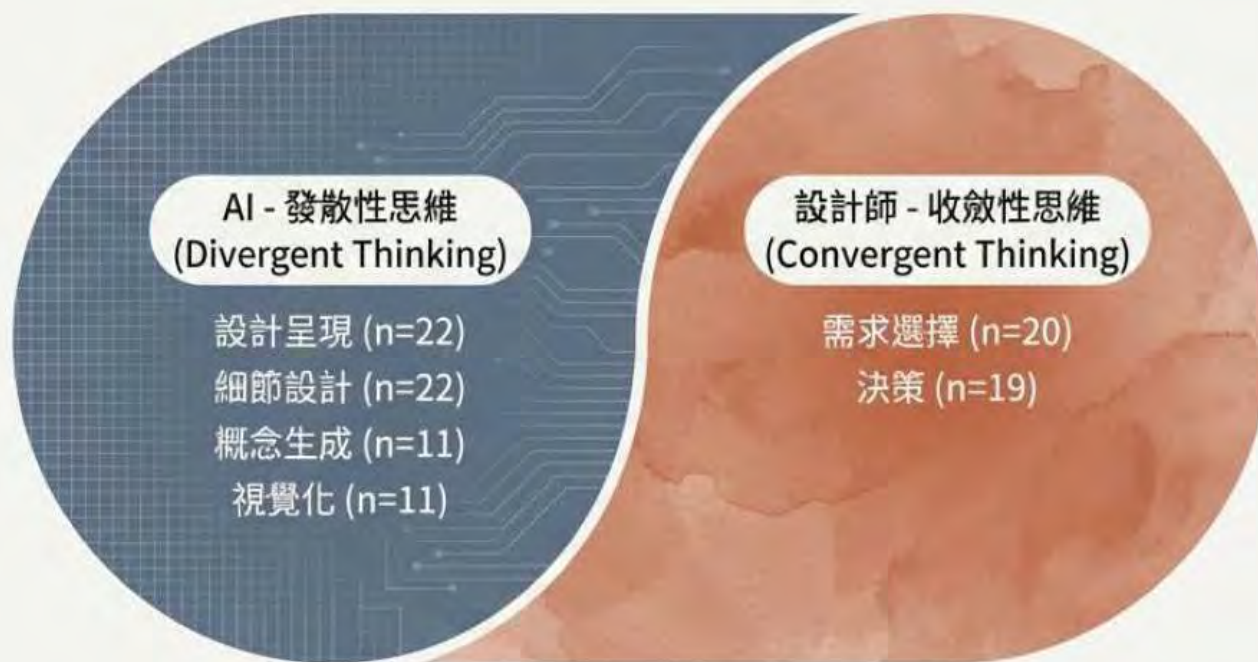 AI - 發散性思維
(Divergent Thinking)
設計呈現 (n=22)
細節設計 (n=22)
概念生成 (n=11)
視覺化 (n=11)
設計師 - 收斂性思維
(Convergent Thinking)
需求選擇 (n=20)
決策 (n=19)